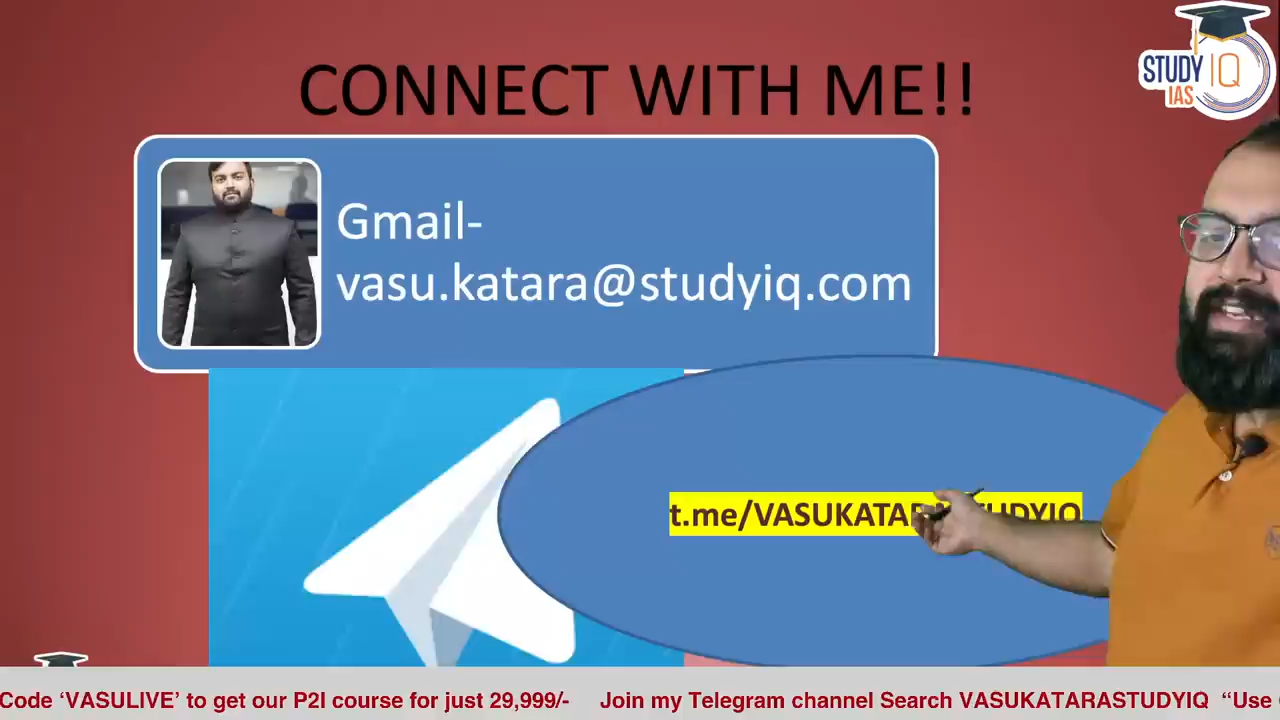 CONNECT WITH ME!!
STUDY IQ
IAS
Gmail-
vasu.katara@studyiq.com
t.me/VASUKATARASTUDYIQ
Code ‘VASULIVE’ to get our P2I course for just 29,999/- Join my Telegram channel Search VASUKATARASTUDYIQ “Use